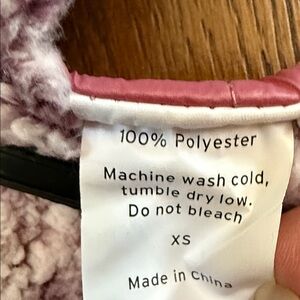 100% Polyester
Machine wash cold,
tumble dry low.
Do not bleach
XS
Made in China